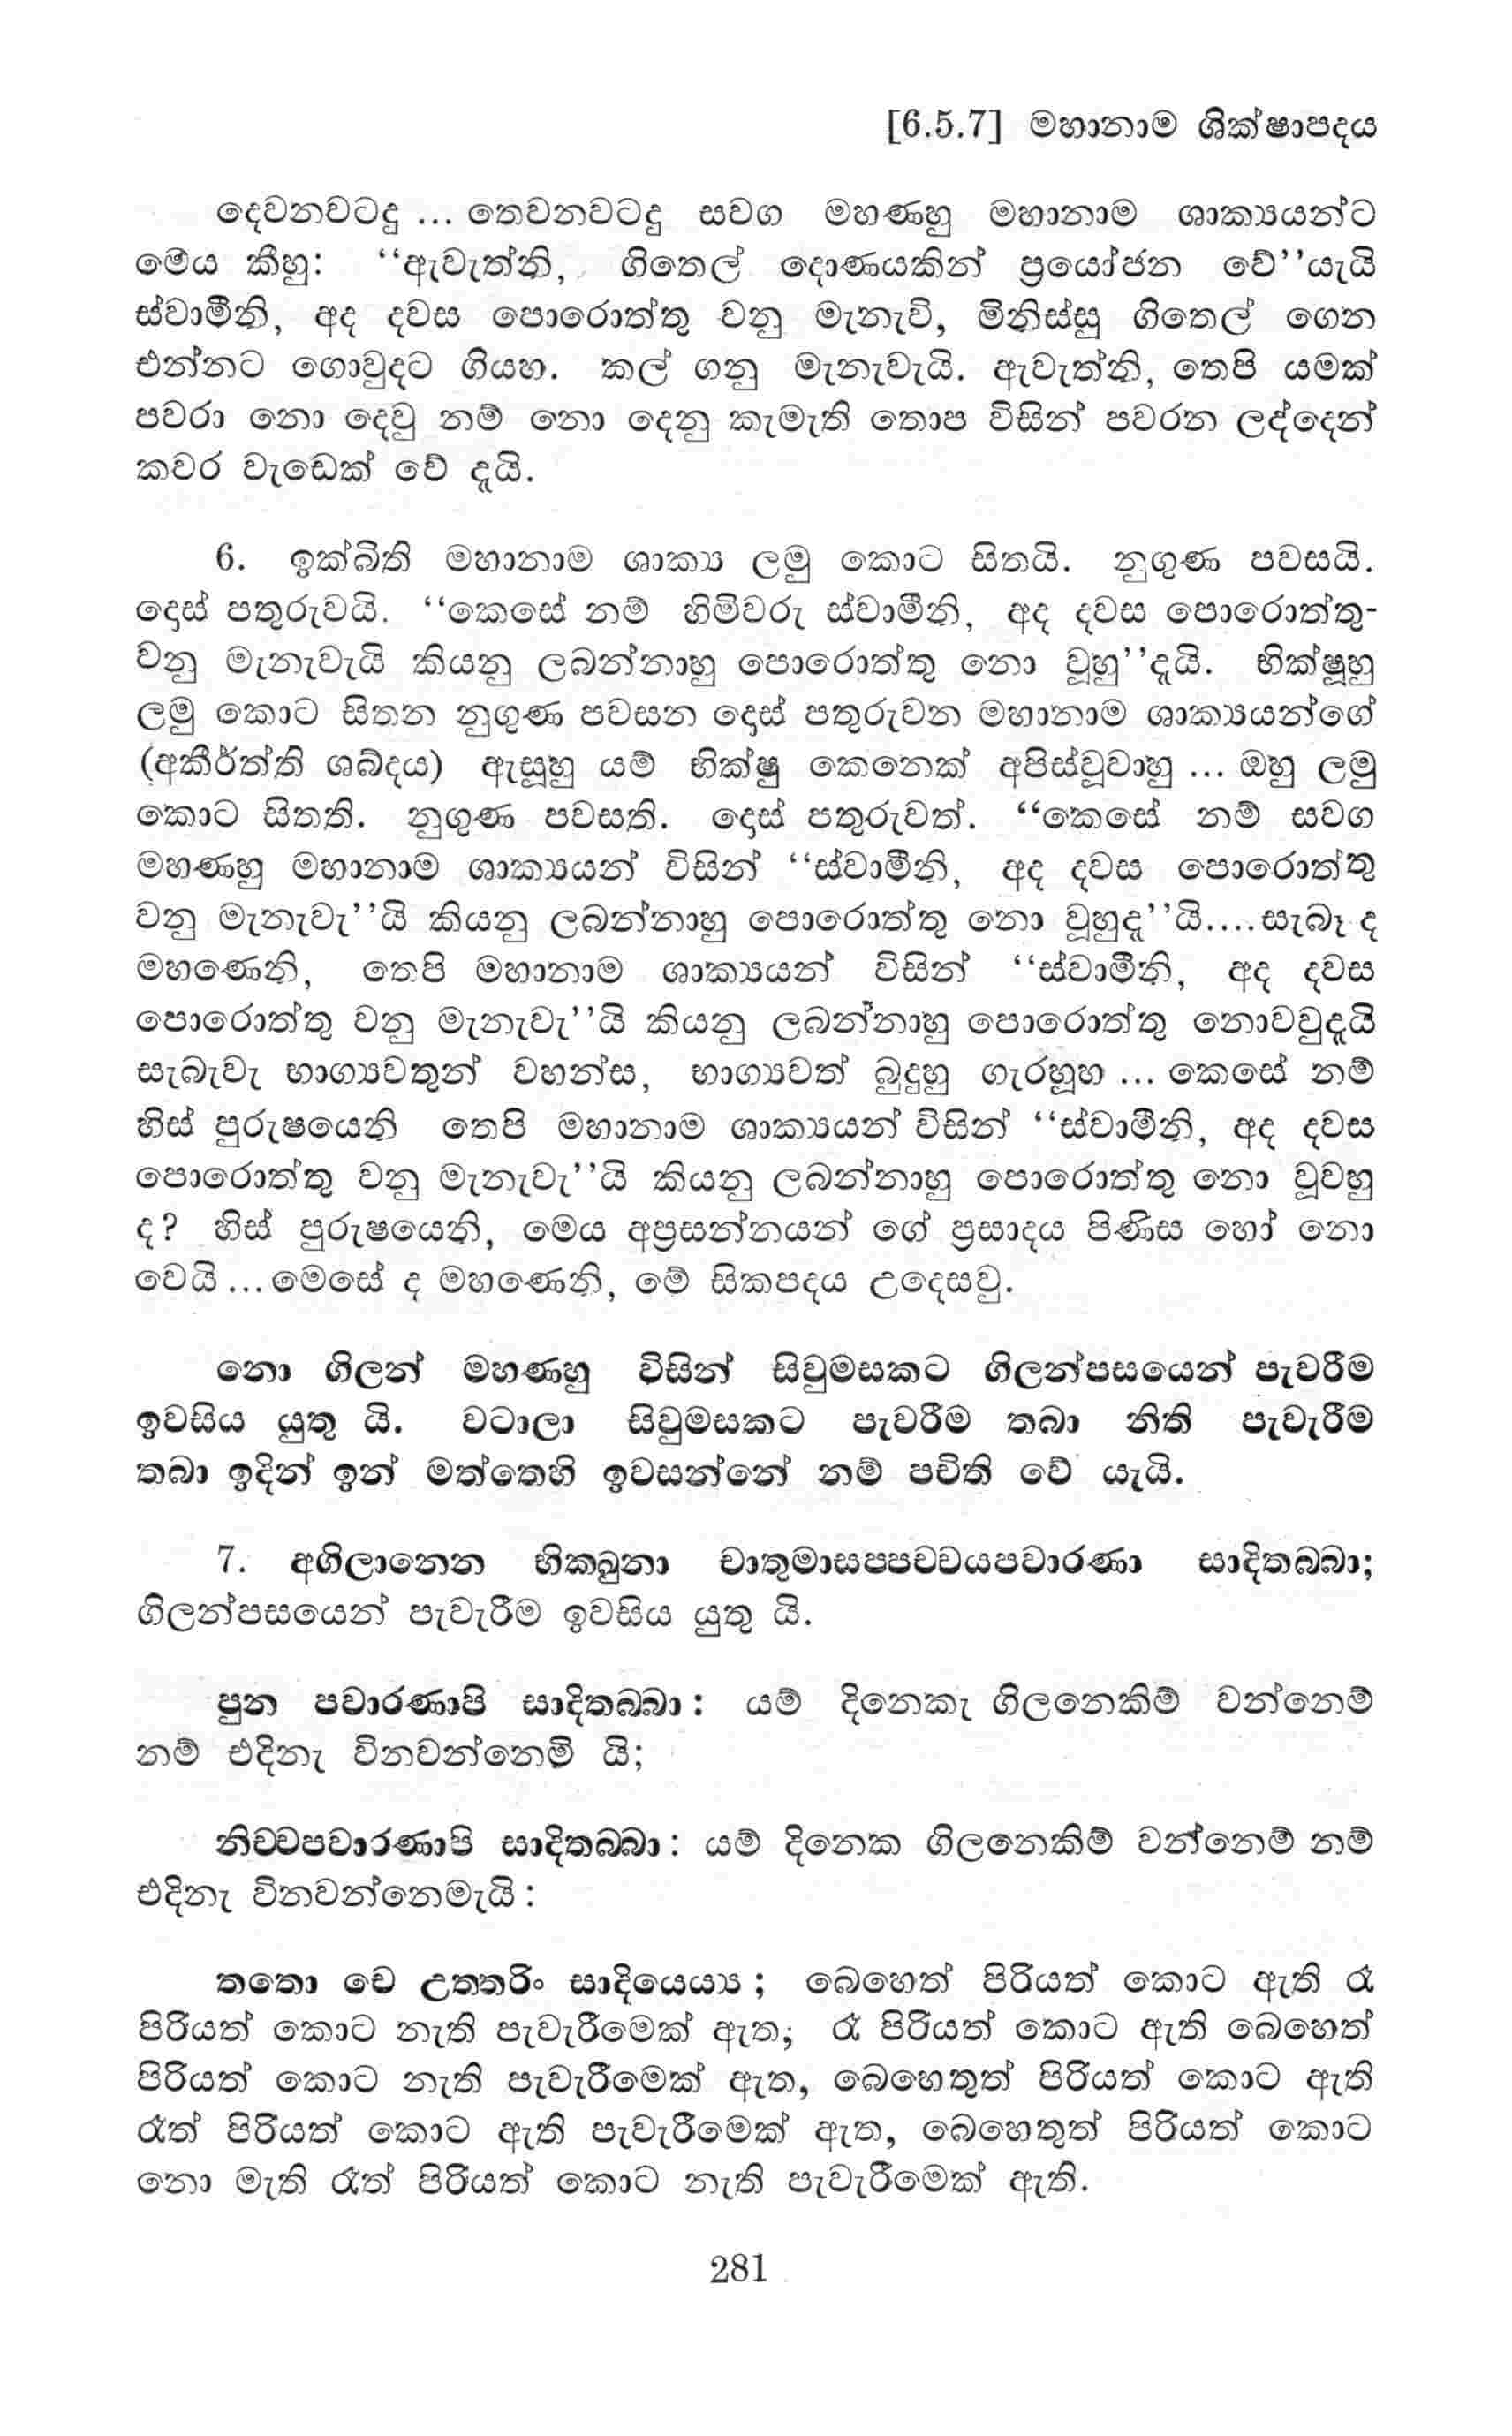 [6.5.7] මහානාම ශික්ෂාපදය
දෙවනවටදු ... තෙවනවටදු සවග මහණහු මහානාම ශාක්‍යයන්ට
මෙය කීහු: ‘‘ඇවැත්නි, ගිතෙල් දොණයකින් ප්‍රයෝජන වේ’’යැයි
ස්වාමීනි, අද දවස පොරොත්තු වනු මැනැවි, මිනිස්සූ ගිතෙල් ගෙන
එන්නට ගොවුදට ගියහ. කල් ගනු මැනැවැයි. ඇවැත්නි, තෙපි යමක්
පවරා නො දෙවු නම් නො දෙනු කැමැති තොප විසින් පවරන ලද්දෙන්
කවර වැඩෙක් වේ දැයි.
6. ඉක්බිති මහානාම ශාක්‍ය ලමු කොට සිතයි. නුගුණ පවසයි.
දොස් පතුරුවයි. ‘‘කෙසේ නම් හිමිවරු ස්වාමීනි, අද දවස පොරොත්තු-
වනු මැනැවැයි කියනු ලබන්නාහු පොරොත්තු නො වූහු’’දැයි. භික්ෂූහු
ලමු කොට සිතන නුගුණ පවසන දොස් පතුරුවන මහානාම ශාක්‍යයන්ගේ
(අකීර්ත්ති ශබ්දය) ඇසූහු යම් භික්ෂු කෙනෙක් අපිස්වූවාහු ... ඔහු ලමු
කොට සිතති. නුගුණ පවසති. දොස් පතුරුවත්. ‘‘කෙසේ නම් සවග
මහණහු මහානාම ශාක්‍යයන් විසින් ‘‘ස්වාමීනි, අද දවස පොරොත්තු
වනු මැනැවැ’’යි කියනු ලබන්නාහු පොරොත්තු නො වූහුදැ’’යි....සැබෑ ද
මහණෙනි, තෙපි මහානාම ශාක්‍යයන් විසින් ‘‘ස්වාමීනි, අද දවස
පොරොත්තු වනු මැනැවැ’’යි කියනු ලබන්නාහු පොරොත්තු නොවවුදැයි
සැබැවැ භාග්‍යවතුන් වහන්ස, භාග්‍යවත් බුදුහු ගැරහූහ ... කෙසේ නම්
හිස් පුරුෂයෙනි තෙපි මහානාම ශාක්‍යයන් විසින් ‘‘ස්වාමීනි, අද දවස
පොරොත්තු වනු මැනැවැ’’යි කියනු ලබන්නාහු පොරොත්තු නො වූවහු
ද? හිස් පුරුෂයෙනි, මෙය අප්‍රසන්නයන් ගේ ප්‍රසාදය පිණිස හෝ නො
වෙයි ... මෙසේ ද මහණෙනි, මේ සිකපදය උදෙසවු.
නො ගිලන් මහණහු විසින් සිවුමසකට ගිලන්පසයෙන් පැවරීම
ඉවසිය යුතු යි. වටාලා සිවුමසකට පැවරීම තබා නිති පැවැරීම
තබා ඉදින් ඉන් මත්තෙහි ඉවසන්නේ නම් පචිති වේ යැයි.
7. අගිලානෙන භිකඛුනා චාතුමාසපපචචයපවාරණා සාදිතබබා;
ගිලන්පසයෙන් පැවැරීම ඉවසිය යුතු යි.
පුන පවාරණාපි සාදිතබබා: යම් දිනෙකැ ගිලනෙකිම් වන්නෙම්
නම් එදිනැ විනවන්නෙමි යි;
නිචචපවාරණාපි සාදිතබබා: යම් දිනෙක ගිලනෙකිම් වන්නෙම් නම්
එදිනැ විනවන්නෙමැයි:
තතො චෙ උතතරිං සාදියෙය්‍ය; බෙහෙත් පිරියත් කොට ඇති රෑ
පිරියත් කොට නැති පැවැරීමෙක් ඇත; රෑ පිරියත් කොට ඇති බෙහෙත්
පිරියත් කොට නැති පැවැරීමෙක් ඇත, බෙහෙතුත් පිරියත් කොට ඇති
රෑත් පිරියත් කොට ඇති පැවැරීමෙක් ඇත, බෙහෙතුත් පිරියත් කොට
නො මැති රෑත් පිරියත් කොට නැති පැවැරීමෙක් ඇති.
281